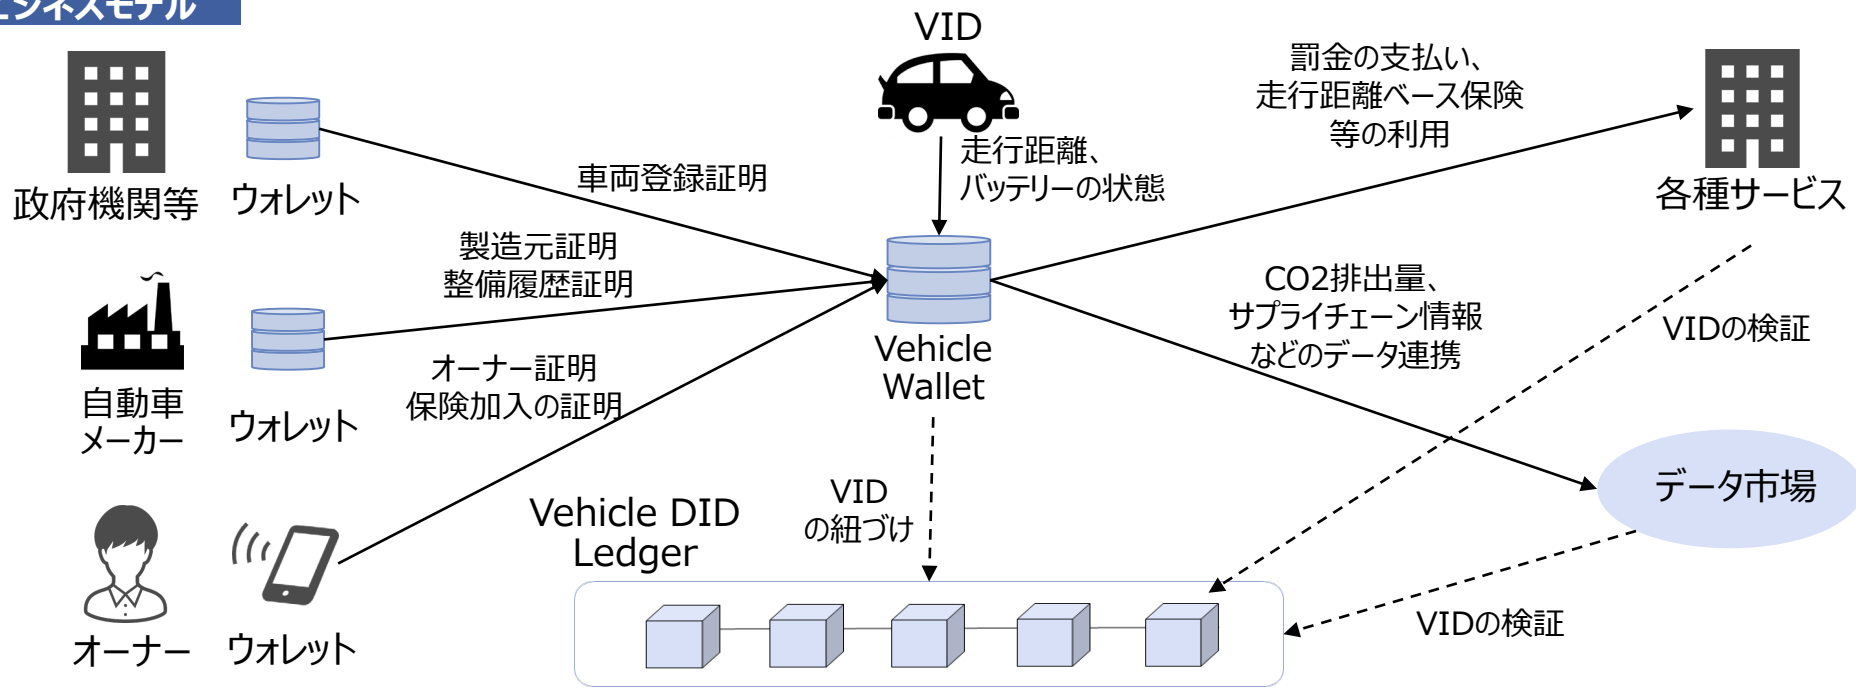 ビジネスモデル
政府機関等
ウォレット
車両登録証明
自動車
メーカー
ウォレット
製造元証明
整備履歴証明
オーナー
ウォレット
オーナー証明
保険加入の証明
VID
走行距離、
バッテリーの状態
Vehicle
Wallet
VID
の紐づけ
Vehicle DID
Ledger
罰金の支払い、
走行距離ベース保険
等の利用
各種サービス
CO2排出量、
サプライチェーン情報
などのデータ連携
VIDの検証
データ市場
VIDの検証